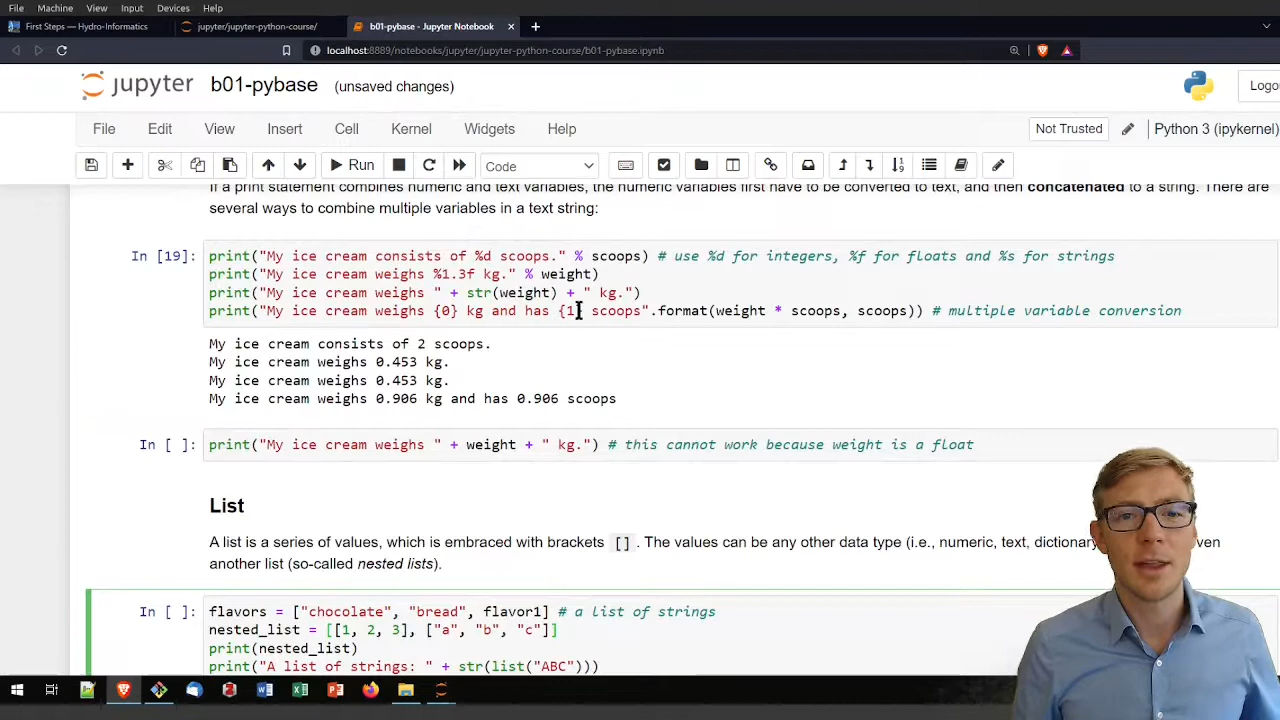 File Machine View Input Devices Help
First Steps — Hydro-Informatics jupyter/jupyter-python-course/ b01-pybase - Jupyter Notebook
localhost:8889/notebooks/jupyter/jupyter-python-course/b01-pybase.ipynb
jupyter b01-pybase (unsaved changes) Logo
File Edit View Insert Cell Kernel Widgets Help Not Trusted Python 3 (ipykernel)
Run Code
If a print statement combines numeric and text variables, the numeric variables first have to be converted to text, and then concatenated to a string. There are
several ways to combine multiple variables in a text string:
In [19]: print("My ice cream consists of %d scoops." % scoops) # use %d for integers, %f for floats and %s for strings
print("My ice cream weighs %1.3f kg." % weight)
print("My ice cream weighs " + str(weight) + " kg.")
print("My ice cream weighs {0} kg and has {1 scoops".format(weight * scoops, scoops)) # multiple variable conversion
My ice cream consists of 2 scoops.
My ice cream weighs 0.453 kg.
My ice cream weighs 0.453 kg.
My ice cream weighs 0.906 kg and has 0.906 scoops
In [ ]: print("My ice cream weighs " + weight + " kg.") # this cannot work because weight is a float
List
A list is a series of values, which is embraced with brackets []. The values can be any other data type (i.e., numeric, text, dictionary
another list (so-called nested lists).
In [ ]: flavors = ["chocolate", "bread", flavor1] # a list of strings
nested_list = [[1, 2, 3], ["a", "b", "c"]]
print(nested_list)
print("A list of strings: " + str(list("ABC")))